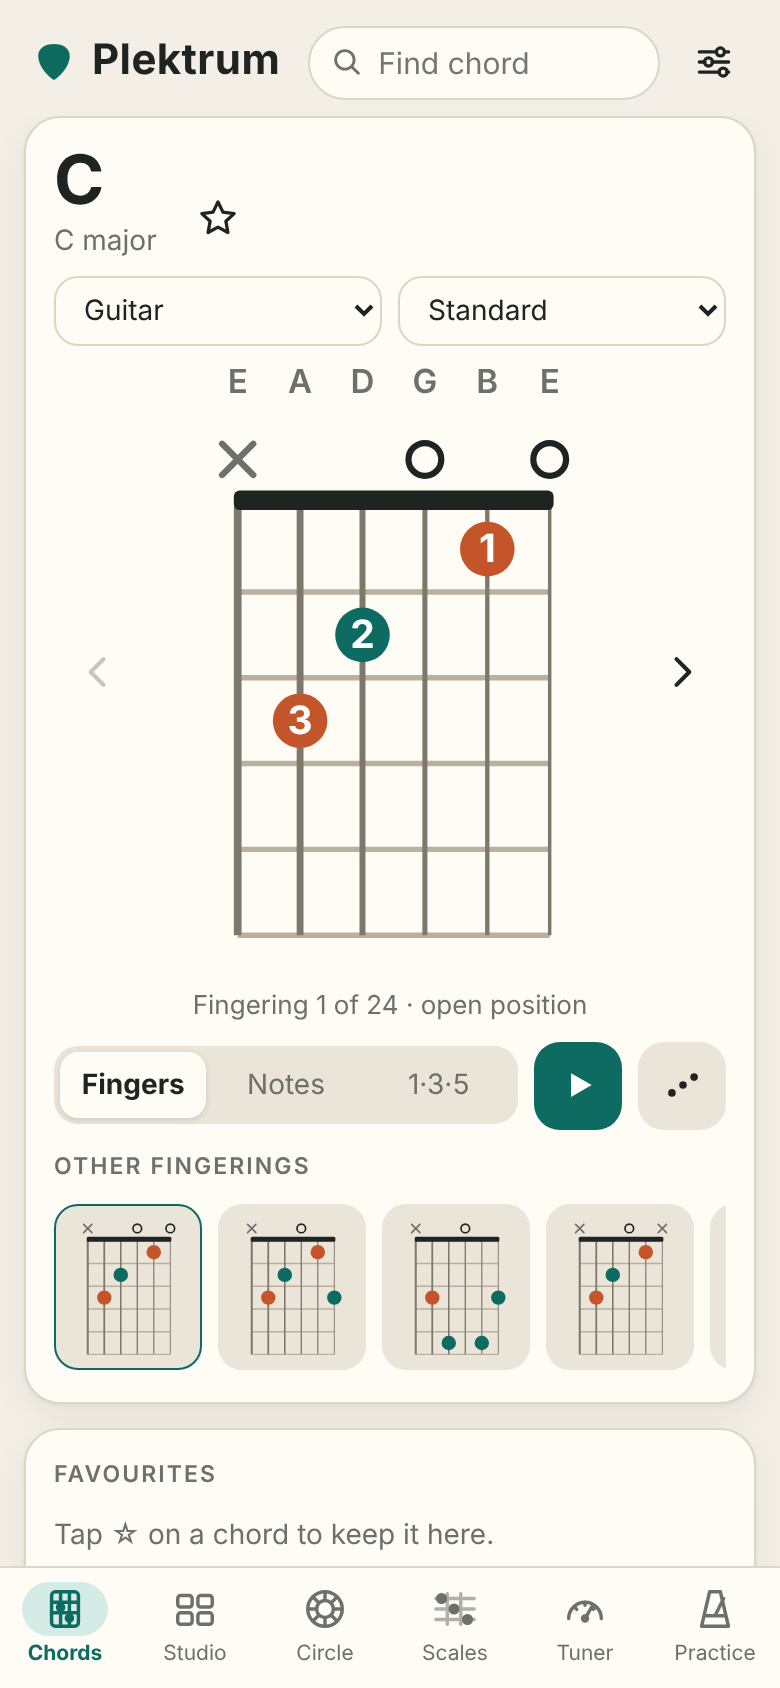 Plektrum
Find chord
C
C major
Guitar
Standard
E A D G B E
1
2
3
Fingering 1 of 24 · open position
Fingers
Notes
1·3·5
OTHER FINGERINGS
FAVOURITES
Tap ☆ on a chord to keep it here.
Chords
Studio
Circle
Scales
Tuner
Practice